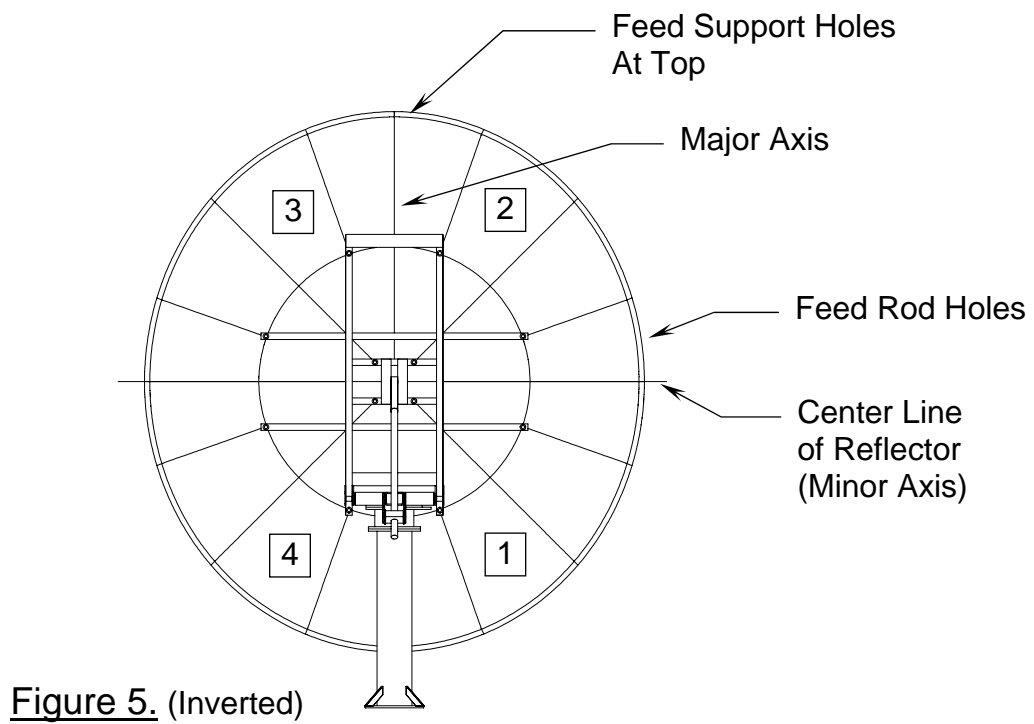 Feed Support Holes
At Top
Major Axis
3
2
Feed Rod Holes
Center Line
of Reflector
(Minor Axis)
4
1
Figure 5. (Inverted)